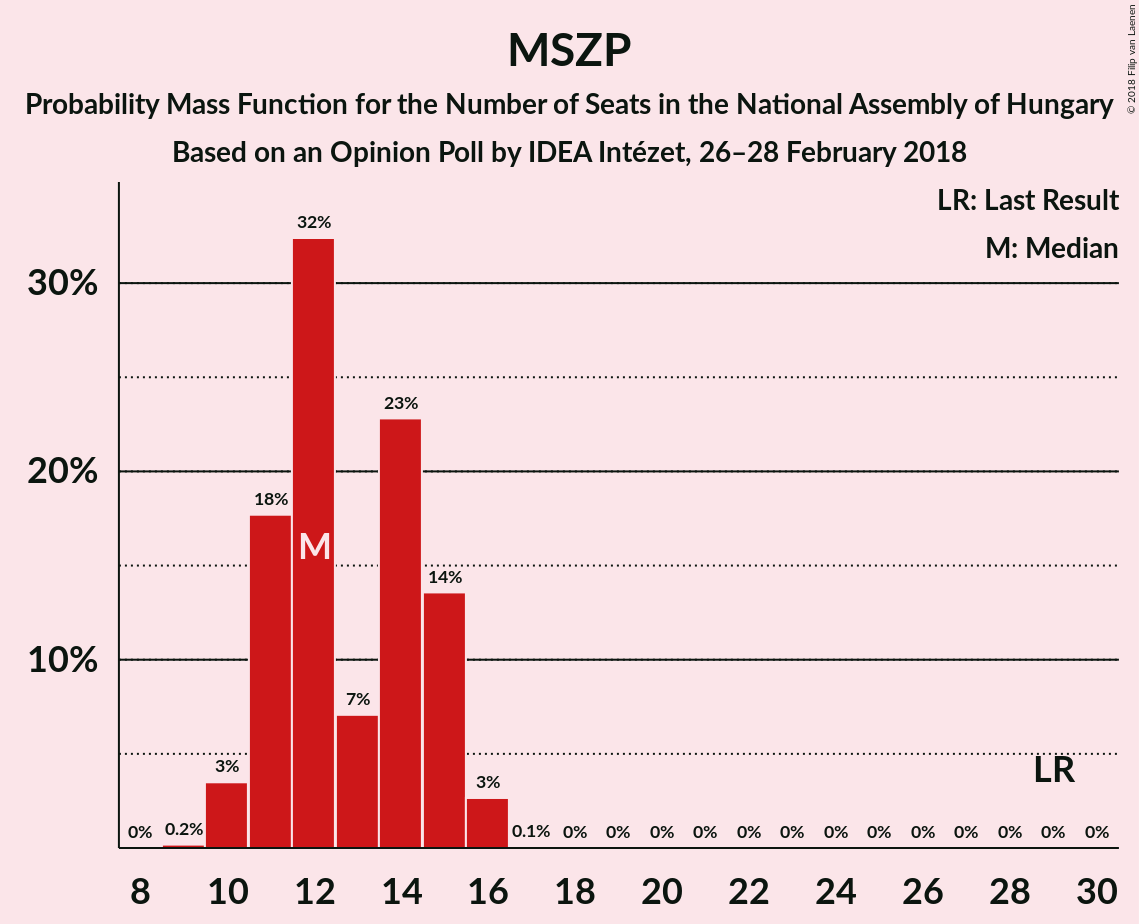 MSZP
Probability Mass Function for the Number of Seats in the National Assembly of Hungary
Based on an Opinion Poll by IDEA Intézet, 26–28 February 2018
© 2018 Filip van Laenen
LR: Last Result
M: Median
30%
20%
10%
0%
0.2%
3%
18%
32%
M
7%
23%
14%
3%
0.1%
0%
0%
0%
0%
0%
0%
0%
0%
0%
0%
0%
0%
0%
LR
8 10 12 14 16 18 20 22 24 26 28 30